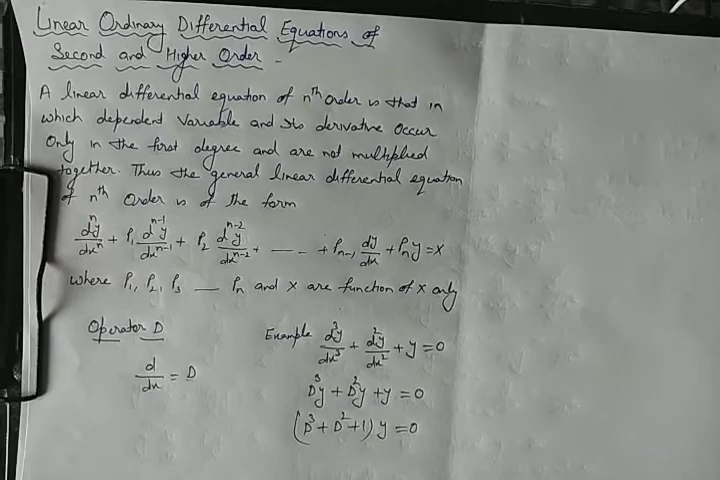 Linear Ordinary Differential Equations of
Second and Higher Order -
A linear differential equation of nth order is that in
which dependent Variable and its derivative occur
Only in the first degree and are not multiplied
together. Thus the general linear differential equation
of nth Order is of the form
dⁿy/dxⁿ + P₁ dⁿ⁻¹y/dxⁿ⁻¹ + P₂ dⁿ⁻²y/dxⁿ⁻² + --- + Pₙ₋₁ dy/dx + Pₙy = X
where P₁, P₂, P₃ — Pₙ and X are function of X only
Operator D
d/dx = D
Example d³y/dx³ + d²y/dx² + y = 0
D³y + D²y + y = 0
(D³ + D² + 1) y = 0